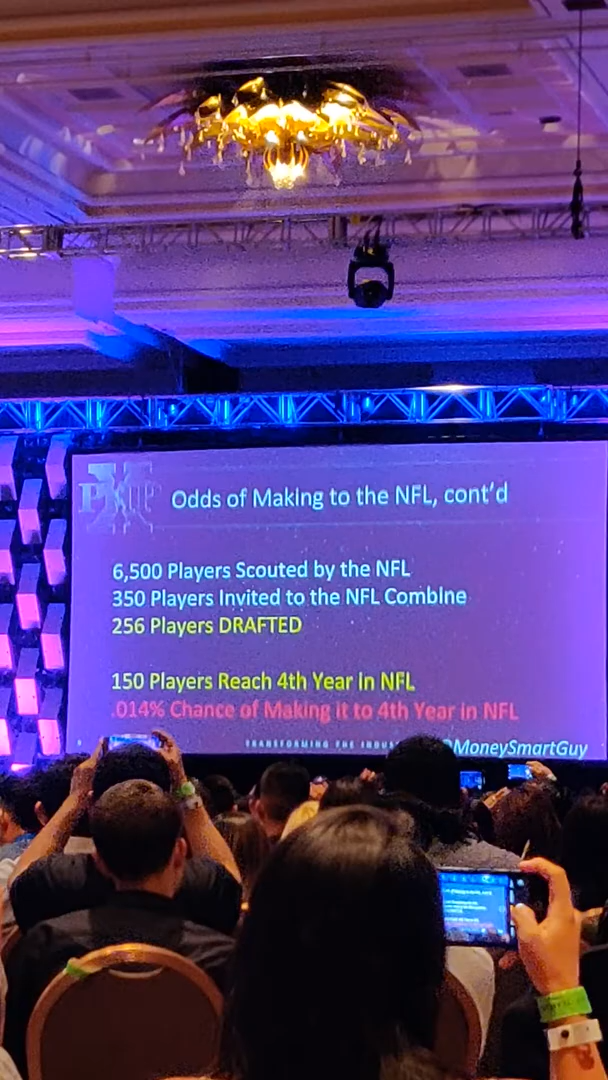 Odds of Making to the NFL, cont'd
6,500 Players Scouted by the NFL
350 Players Invited to the NFL Combine
256 Players DRAFTED
150 Players Reach 4th Year in NFL
.014% Chance of Making it to 4th Year in NFL
TRANSFORMING THE
@MoneySmartGuy